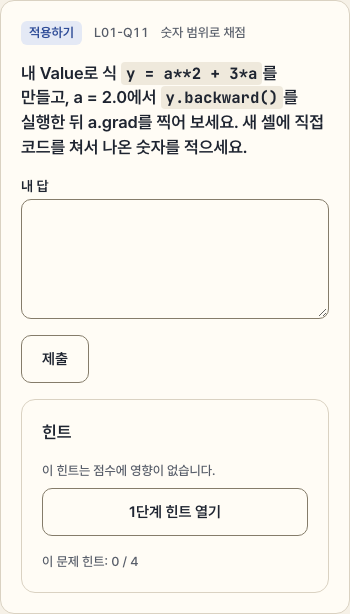 적용하기 L01-Q11 숫자 범위로 채점
내 Value로 식 y = a**2 + 3*a 를
만들고, a = 2.0에서 y.backward() 를
실행한 뒤 a.grad를 찍어 보세요. 새 셀에 직접
코드를 쳐서 나온 숫자를 적으세요.
내 답
제출
힌트
이 힌트는 점수에 영향이 없습니다.
1단계 힌트 열기
이 문제 힌트: 0 / 4